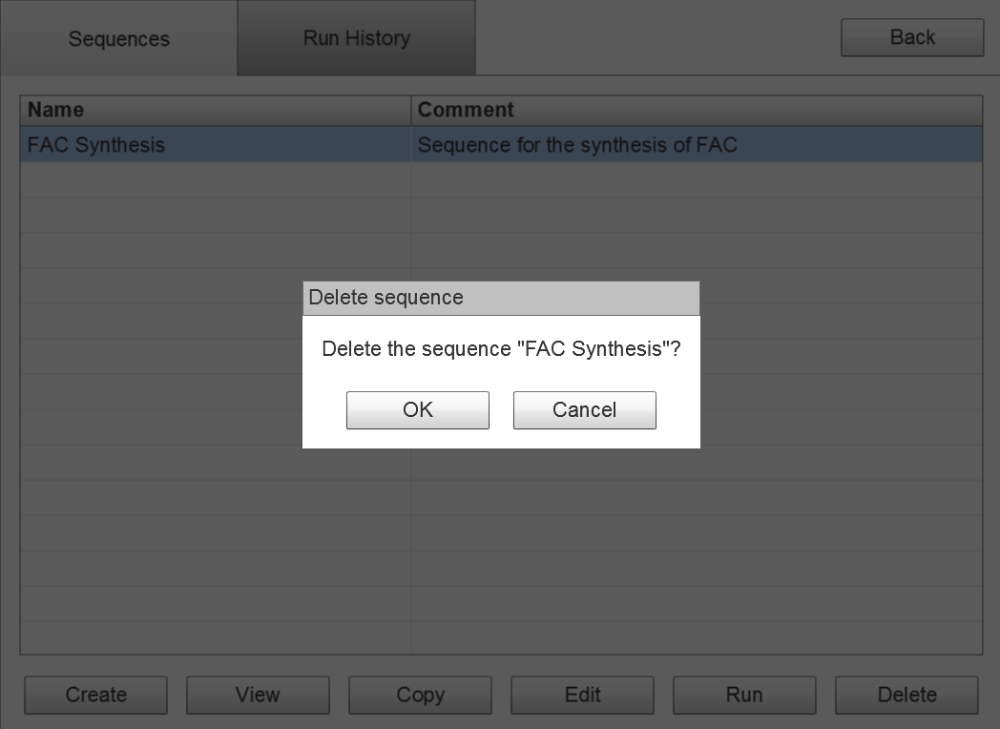 Sequences Run History Back
Name Comment
FAC Synthesis Sequence for the synthesis of FAC
Delete sequence
Delete the sequence "FAC Synthesis"?
OK Cancel
Create View Copy Edit Run Delete